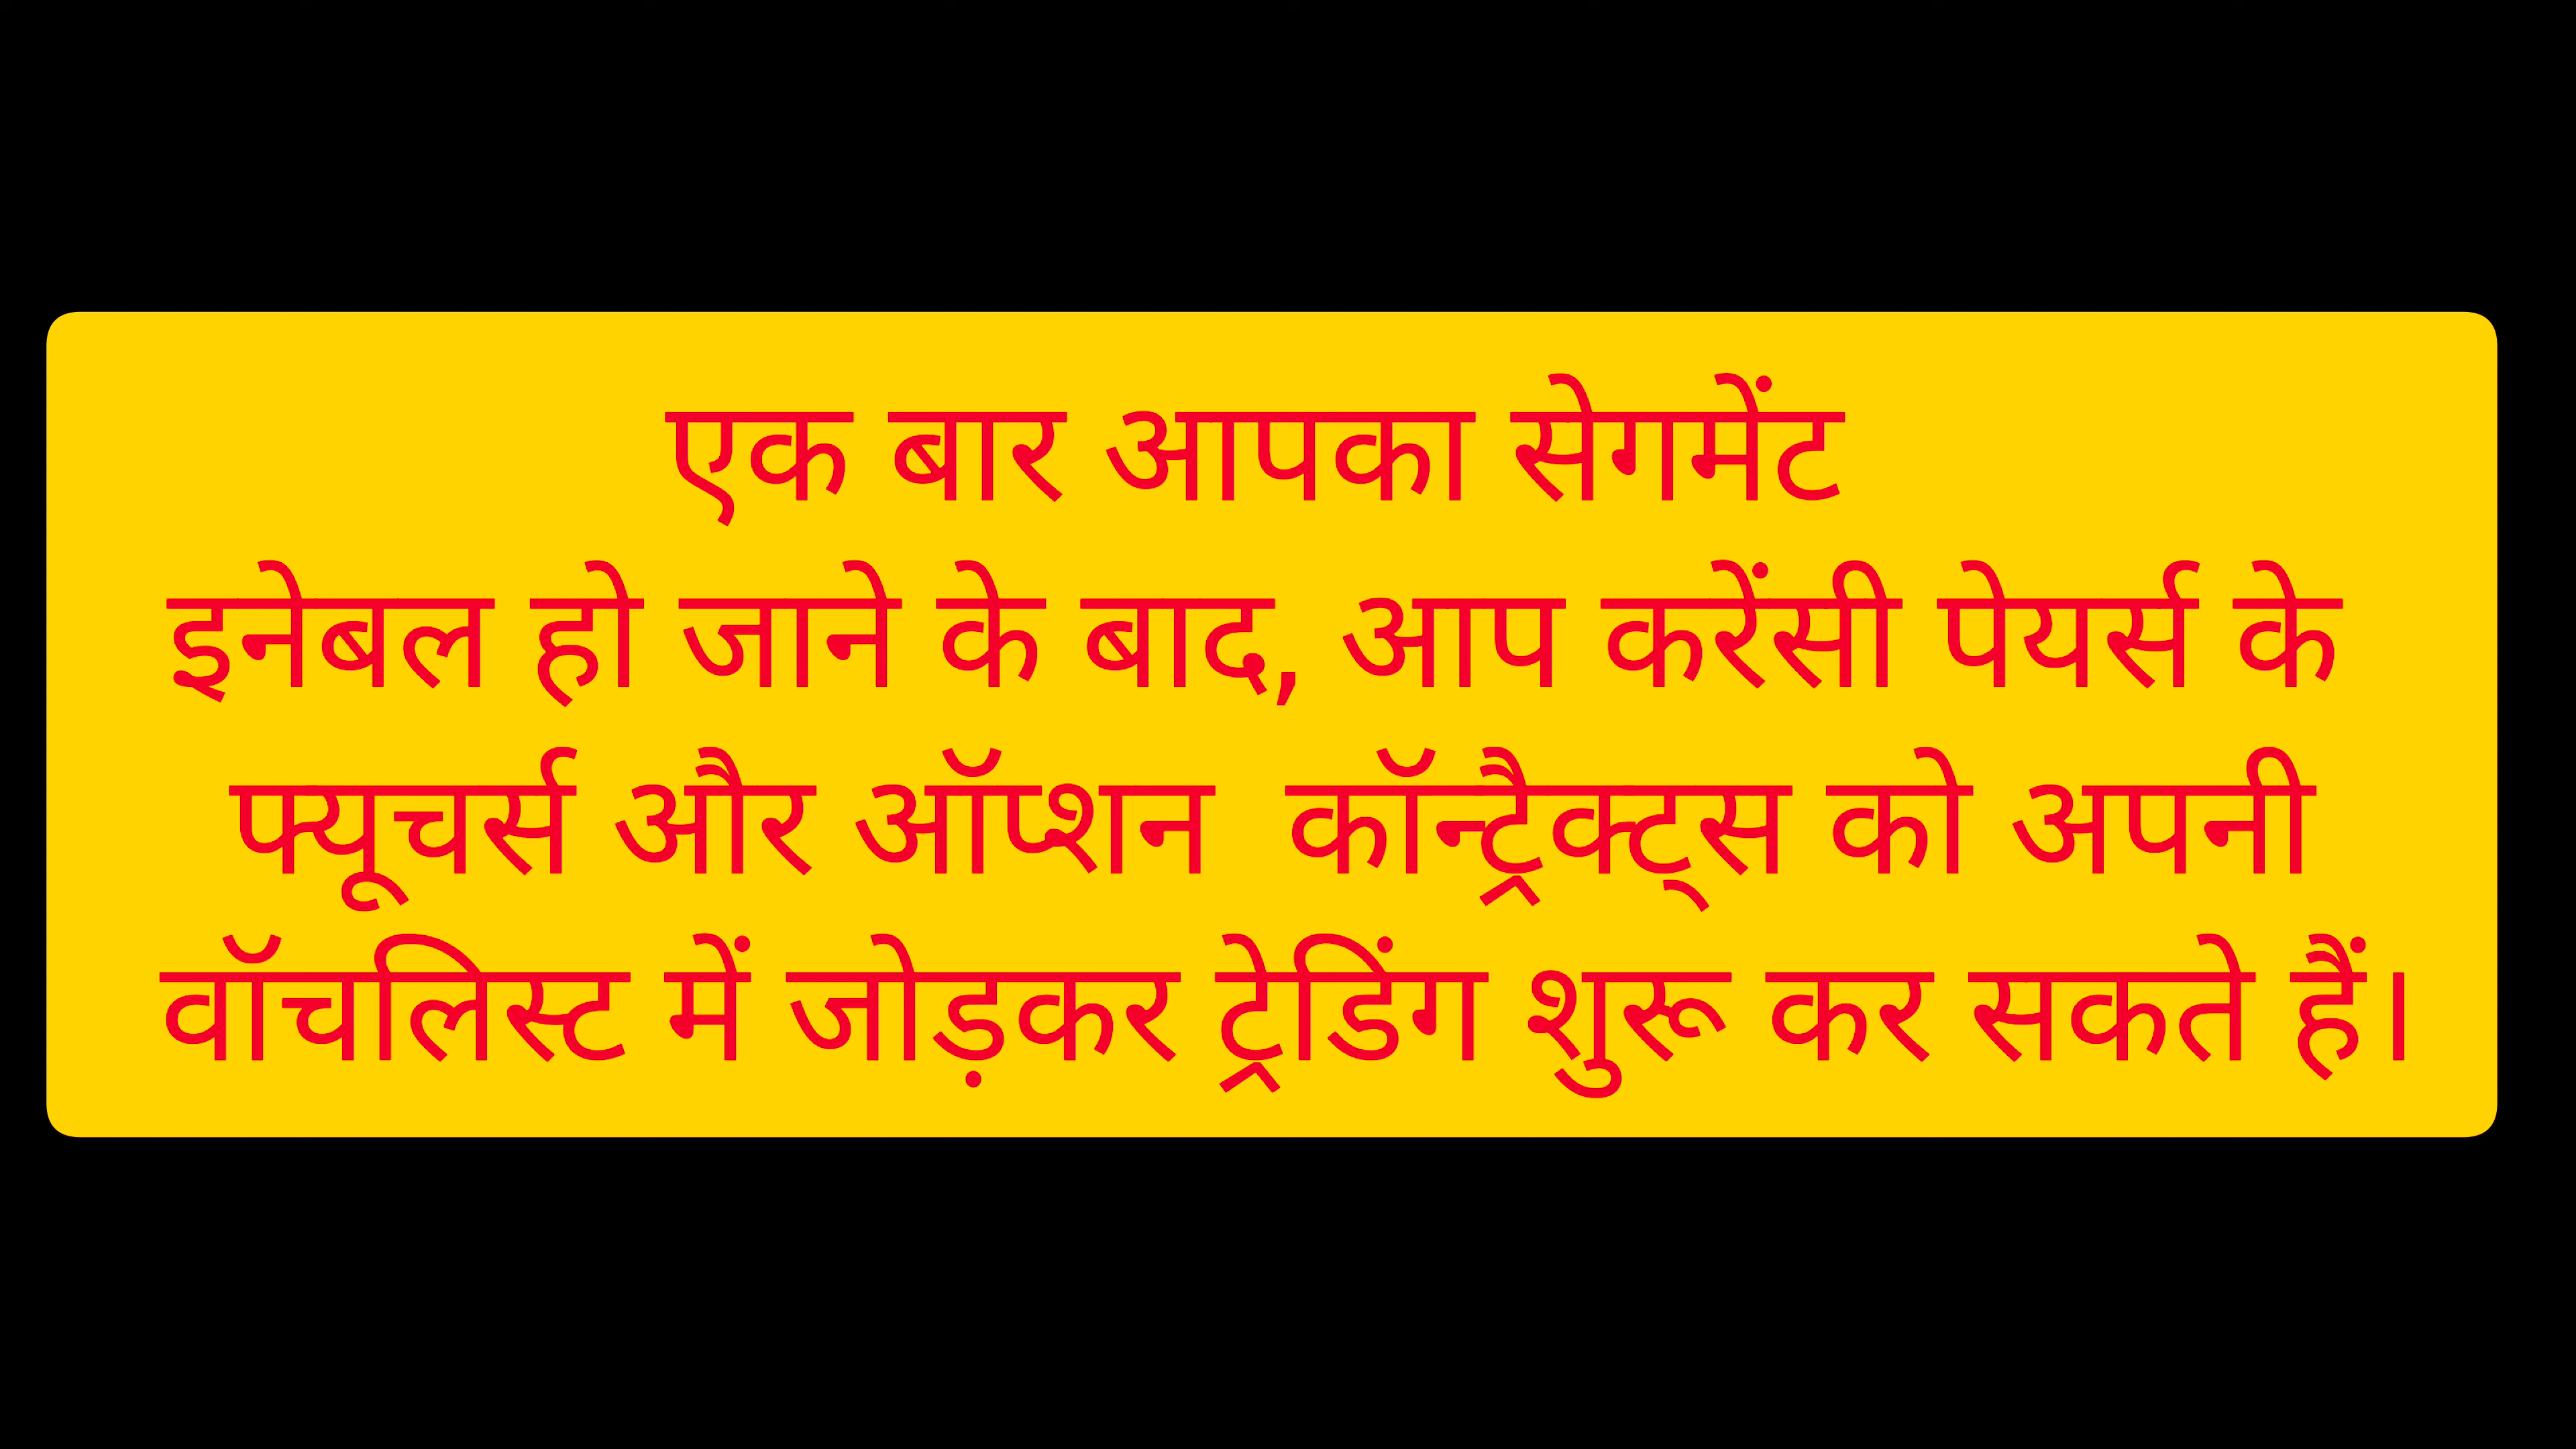 एक बार आपका सेगमेंट
इनेबल हो जाने के बाद, आप करेंसी पेयर्स के
फ्यूचर्स और ऑप्शन  कॉन्ट्रैक्ट्स को अपनी
वॉचलिस्ट में जोड़कर ट्रेडिंग शुरू कर सकते हैं।